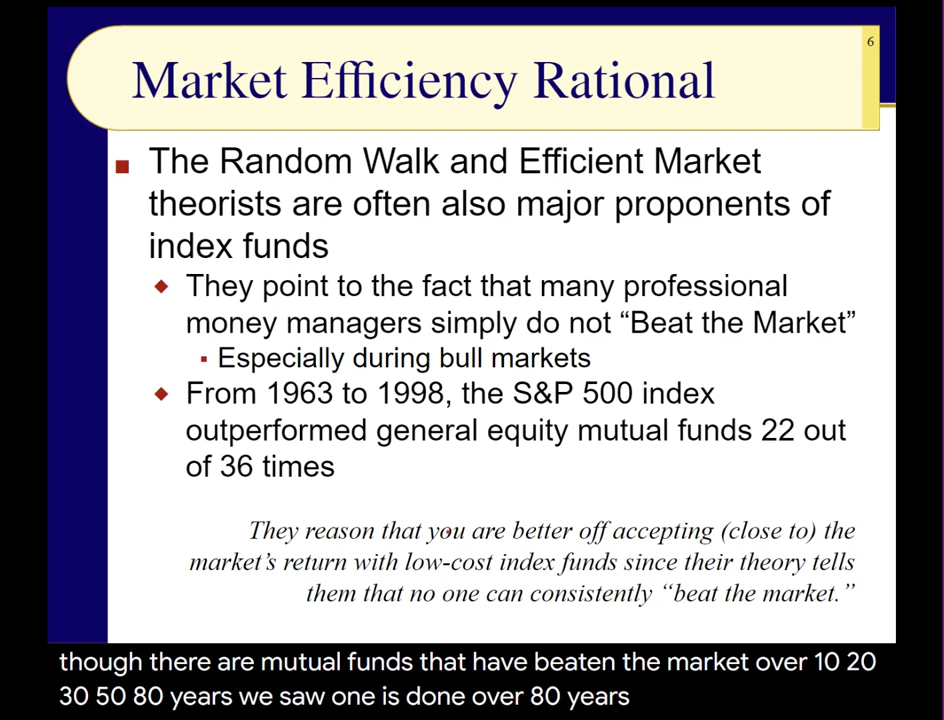 6
Market Efficiency Rational
The Random Walk and Efficient Market
theorists are often also major proponents of
index funds
They point to the fact that many professional
money managers simply do not “Beat the Market”
Especially during bull markets
From 1963 to 1998, the S&P 500 index
outperformed general equity mutual funds 22 out
of 36 times
They reason that you are better off accepting (close to) the
market’s return with low-cost index funds since their theory tells
them that no one can consistently “beat the market.”
though there are mutual funds that have beaten the market over 10 20
30 50 80 years we saw one is done over 80 years